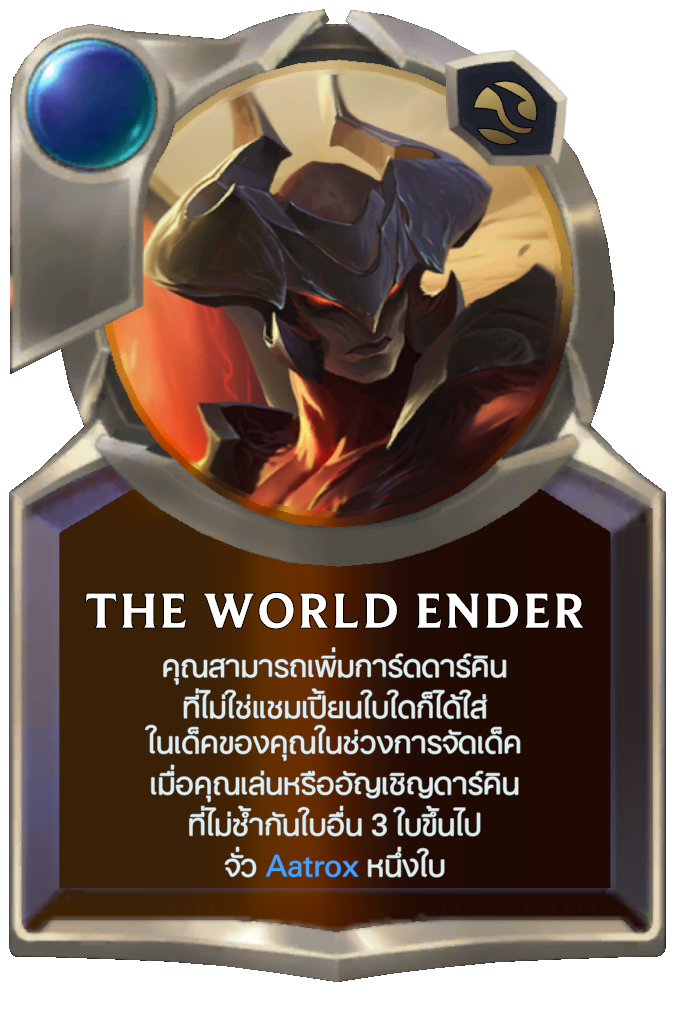 THE WORLD ENDER
คุณสามารถเพิ่มการ์ดดาร์คิน
ที่ไม่ใช่แชมเปี้ยนใบใดก็ได้ใส่
ในเด็คของคุณในช่วงการจัดเด็ค
เมื่อคุณเล่นหรืออัญเชิญดาร์คิน
ที่ไม่ซ้ำกันใบอื่น 3 ใบขึ้นไป
จั่ว Aatrox หนึ่งใบ